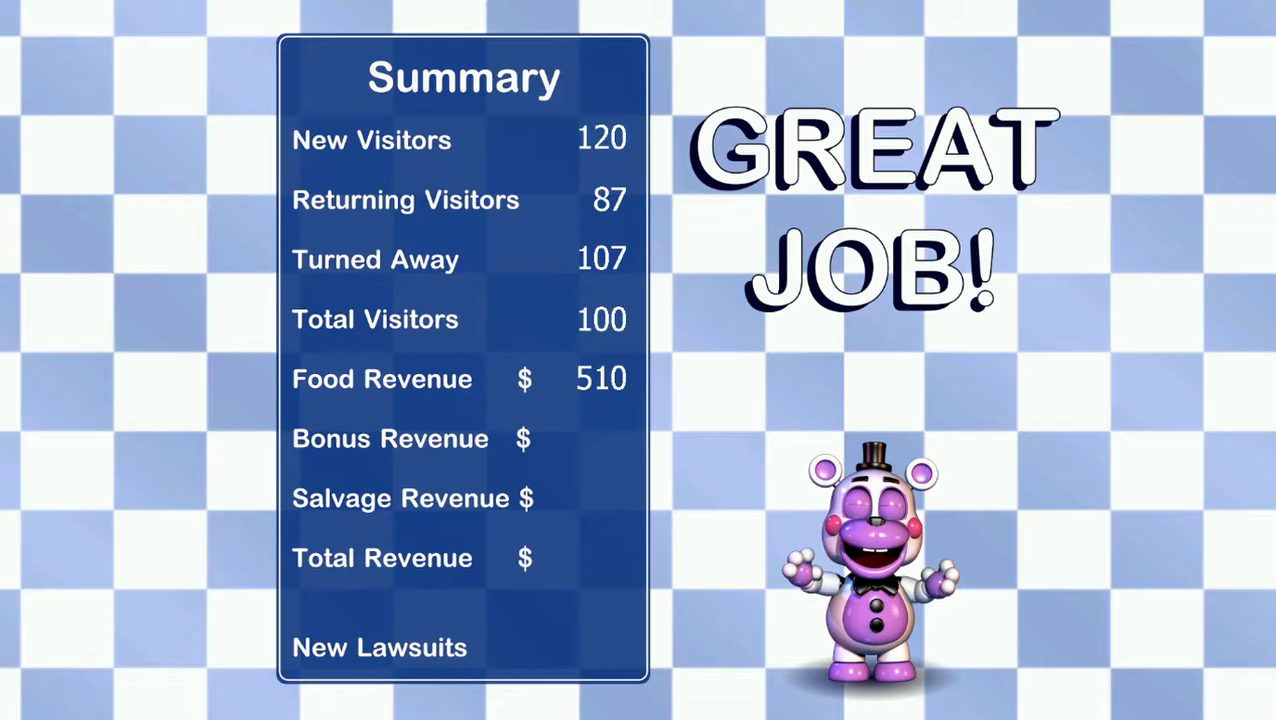 Summary
New Visitors 120
Returning Visitors 87
Turned Away 107
Total Visitors 100
Food Revenue $ 510
Bonus Revenue $
Salvage Revenue $
Total Revenue $
New Lawsuits
GREAT
JOB!